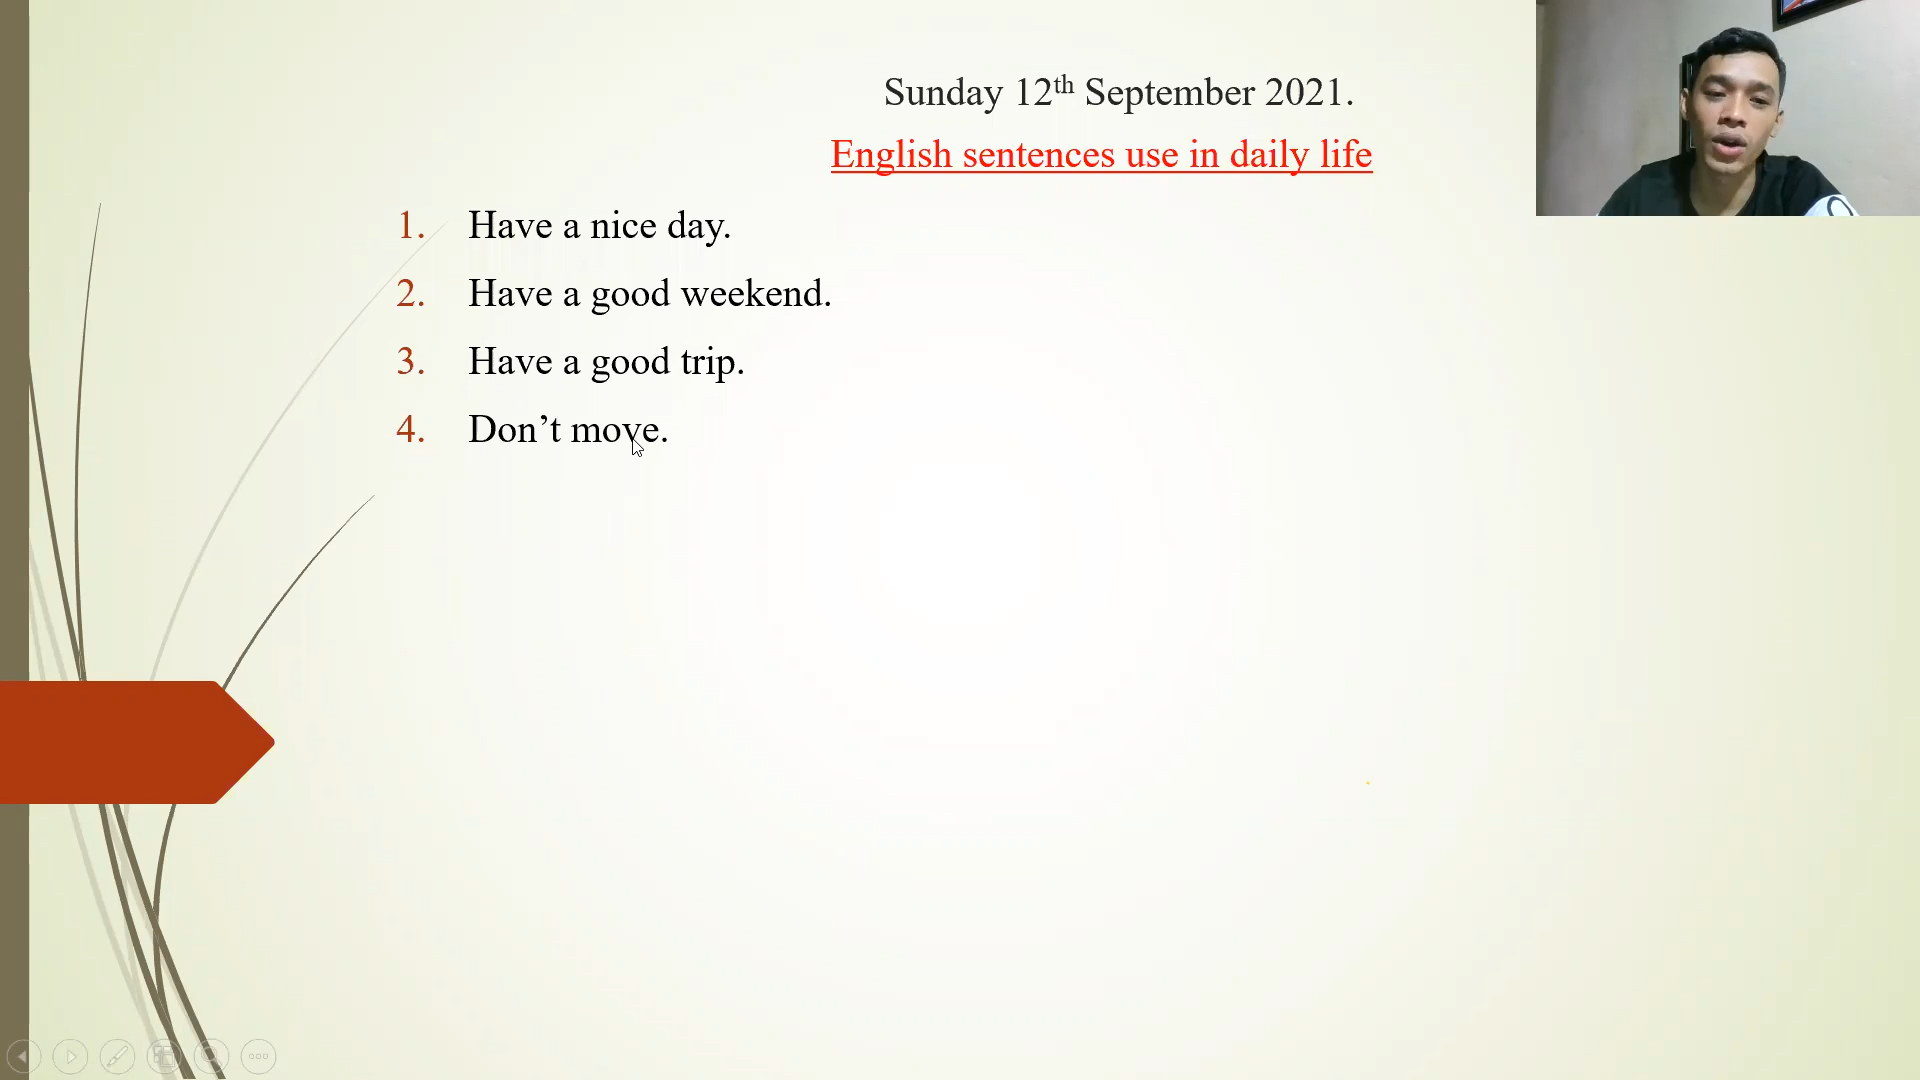 Sunday 12th September 2021.
English sentences use in daily life
1. Have a nice day.
2. Have a good weekend.
3. Have a good trip.
4. Don’t move.